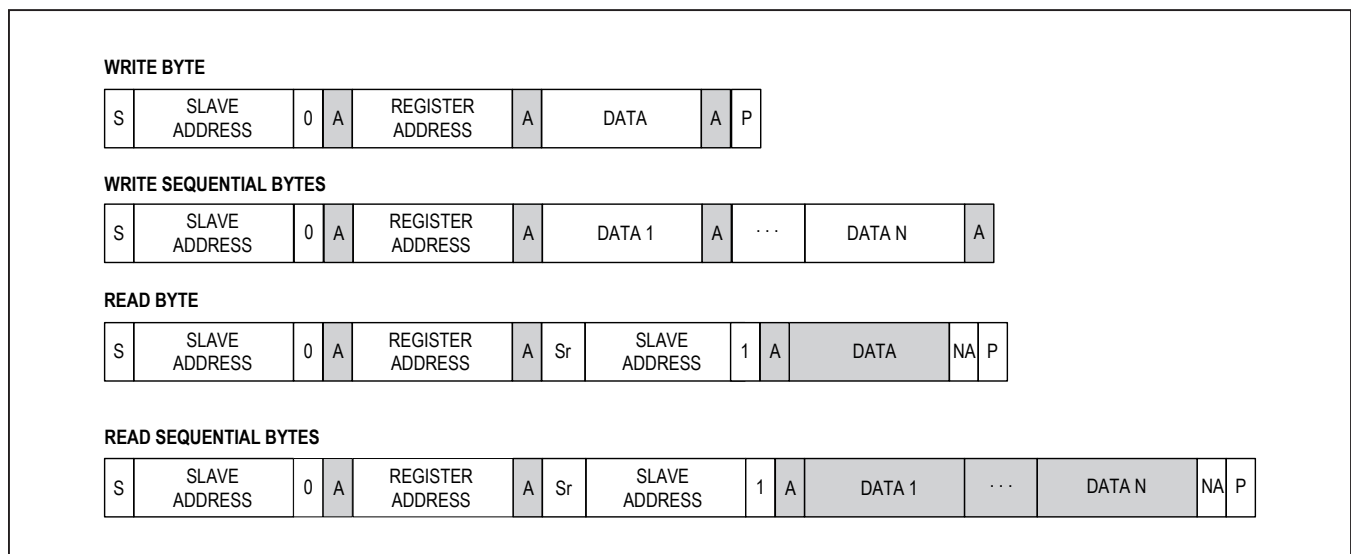 WRITE BYTE
S SLAVE ADDRESS 0 A REGISTER ADDRESS A DATA A P
WRITE SEQUENTIAL BYTES
S SLAVE ADDRESS 0 A REGISTER ADDRESS A DATA 1 A ... DATA N A
READ BYTE
S SLAVE ADDRESS 0 A REGISTER ADDRESS A Sr SLAVE ADDRESS 1 A DATA NA P
READ SEQUENTIAL BYTES
S SLAVE ADDRESS 0 A REGISTER ADDRESS A Sr SLAVE ADDRESS 1 A DATA 1 ... DATA N NA P